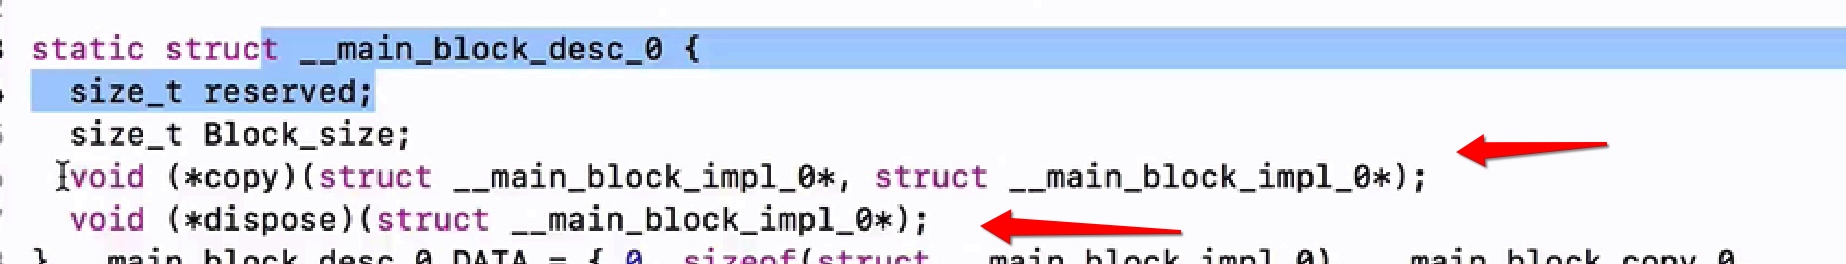 static struct __main_block_desc_0 {
size_t reserved;
size_t Block_size;
void (*copy)(struct __main_block_impl_0*, struct __main_block_impl_0*);
void (*dispose)(struct __main_block_impl_0*);
} __main_block_desc_0_DATA = { 0, sizeof(struct __main_block_impl_0), __main_block_copy_0